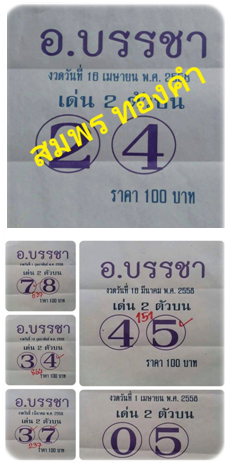 อ.บรรชา
งวดวันที่ 16 เมษายน พ.ศ. 2558
เด่น 2 ตัวบน
2 4
สมพร ทองคำ
ราคา 100 บาท
อ.บรรชา
เด่น 2 ตัวบน
7 8
ราคา 100 บาท
อ.บรรชา
เด่น 2 ตัวบน
3 4
ราคา 100 บาท
อ.บรรชา
เด่น 2 ตัวบน
3 7
237
ราคา 100 บาท
อ.บรรชา
งวดวันที่ 16 มีนาคม พ.ศ. 2558
เด่น 2 ตัวบน
151
4 5
ราคา 100 บาท
งวดวันที่ 1 เมษายน พ.ศ. 2558
เด่น 2 ตัวบน
0 5